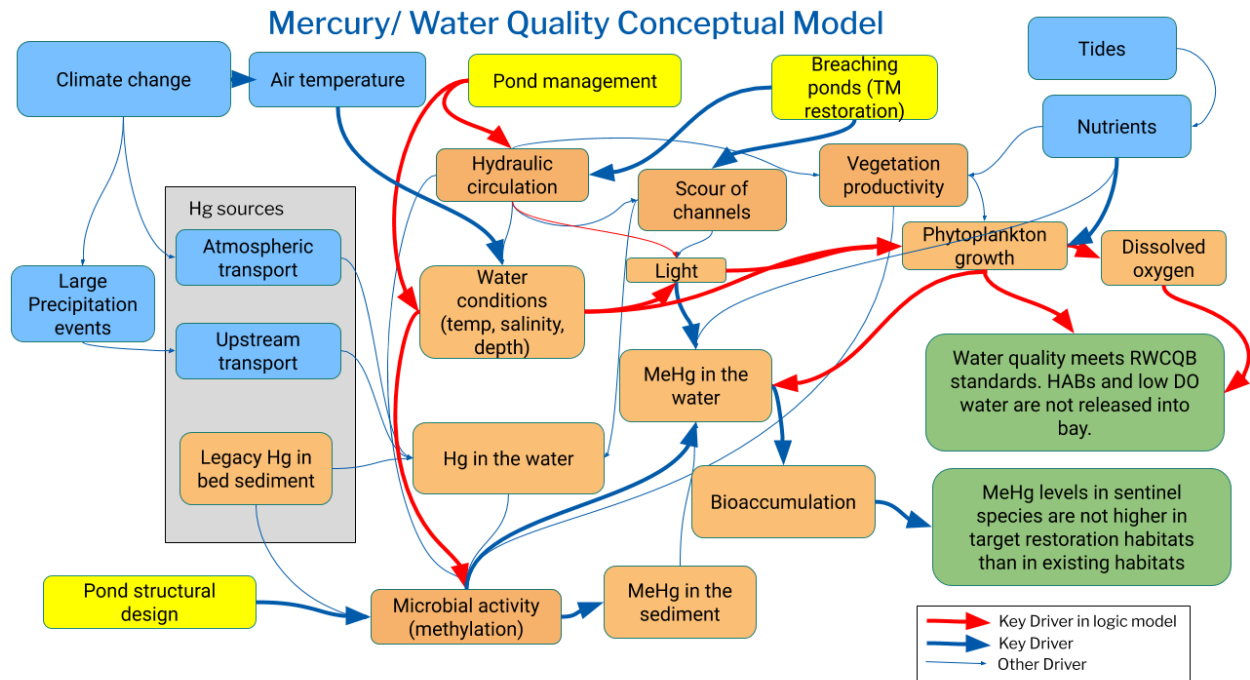 Mercury/ Water Quality Conceptual Model
Climate change
Air temperature
Pond management
Breaching
ponds (TM
restoration)
Tides
Nutrients
Hydraulic
circulation
Scour of
channels
Vegetation
productivity
Hg sources
Atmospheric
transport
Large
Precipitation
events
Upstream
transport
Legacy Hg in
bed sediment
Water
conditions
(temp, salinity,
depth)
Light
Phytoplankton
growth
Dissolved
oxygen
MeHg in the
water
Water quality meets RWCQB
standards. HABs and low DO
water are not released into
bay.
Hg in the water
Bioaccumulation
MeHg levels in sentinel
species are not higher in
target restoration habitats
than in existing habitats
Pond structural
design
Microbial activity
(methylation)
MeHg in the
sediment
Key Driver in logic model
Key Driver
Other Driver